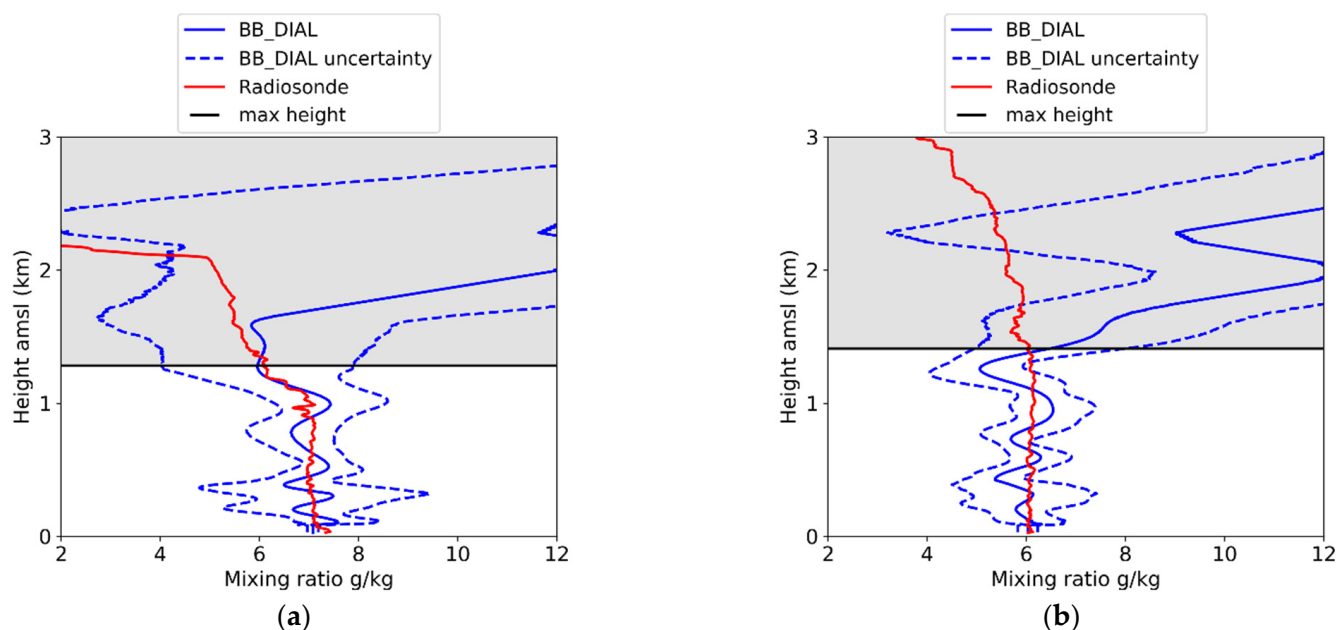 BB_DIAL
BB_DIAL uncertainty
Radiosonde
max height
3
2
1
0
Height amsl (km)
2 4 6 8 10 12
Mixing ratio g/kg
(a)
BB_DIAL
BB_DIAL uncertainty
Radiosonde
max height
3
2
1
0
Height amsl (km)
2 4 6 8 10 12
Mixing ratio g/kg
(b)